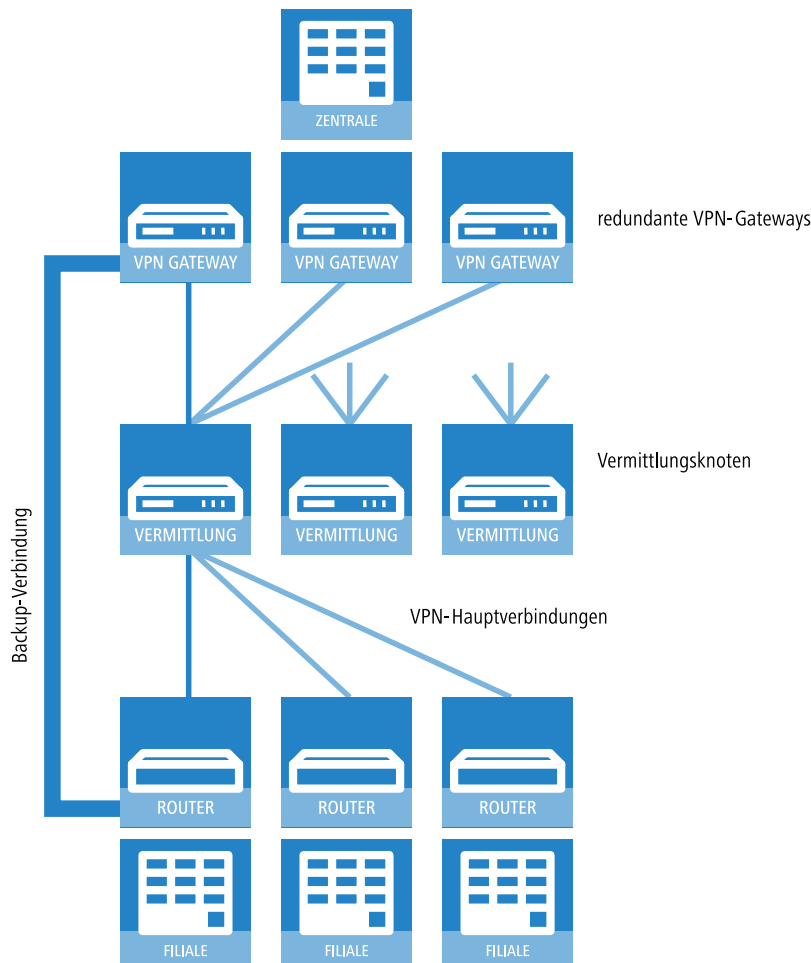 ZENTRALE
VPN GATEWAY
VPN GATEWAY
VPN GATEWAY
redundante VPN-Gateways
VERMITTLUNG
VERMITTLUNG
VERMITTLUNG
Vermittlungsknoten
Backup-Verbindung
VPN-Hauptverbindungen
ROUTER
ROUTER
ROUTER
FILIALE
FILIALE
FILIALE